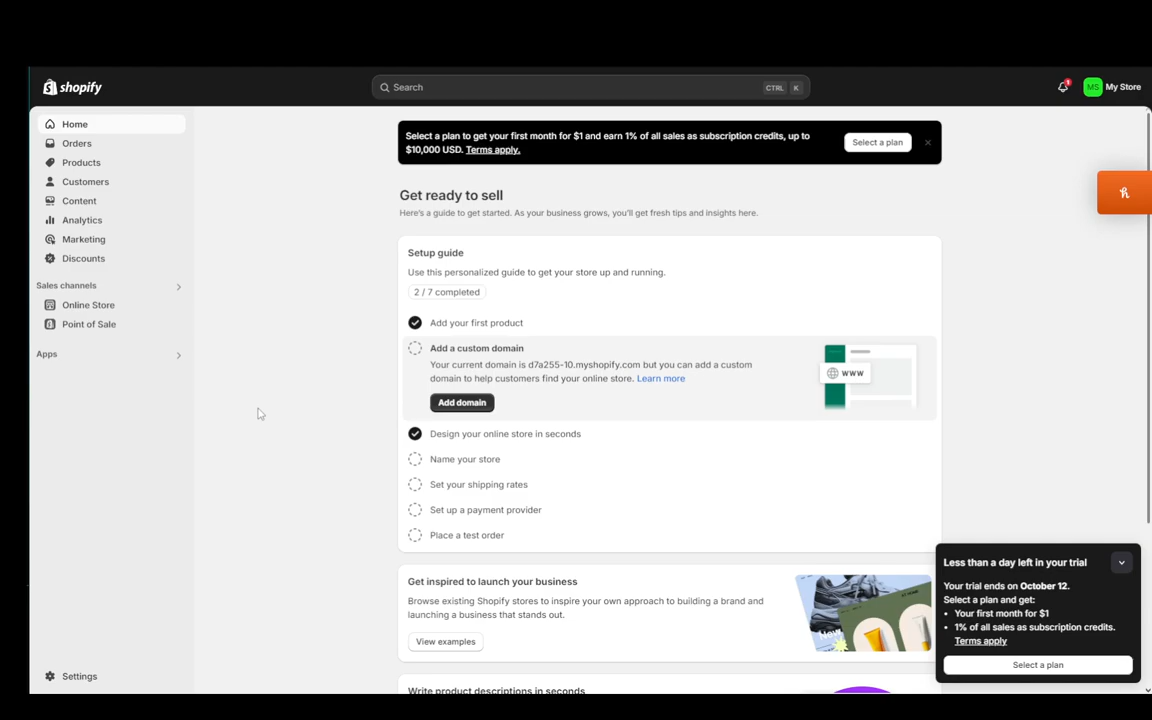 shopify
Search
CTRL K
1
MS My Store
Home
Orders
Products
Customers
Content
Analytics
Marketing
Discounts
Sales channels
Online Store
Point of Sale
Apps
Settings
Select a plan to get your first month for $1 and earn 1% of all sales as subscription credits, up to
$10,000 USD. Terms apply.
Select a plan
Get ready to sell
Here's a guide to get started. As your business grows, you'll get fresh tips and insights here.
Setup guide
Use this personalized guide to get your store up and running.
2 / 7 completed
Add your first product
Add a custom domain
Your current domain is d7a255-10.myshopify.com but you can add a custom
domain to help customers find your online store. Learn more
Add domain
www
Design your online store in seconds
Name your store
Set your shipping rates
Set up a payment provider
Place a test order
Get inspired to launch your business
Browse existing Shopify stores to inspire your own approach to building a brand and
launching a business that stands out.
View examples
New
Write product descriptions in seconds
h
Less than a day left in your trial
Your trial ends on October 12.
Select a plan and get:
• Your first month for $1
• 1% of all sales as subscription credits.
Terms apply
Select a plan